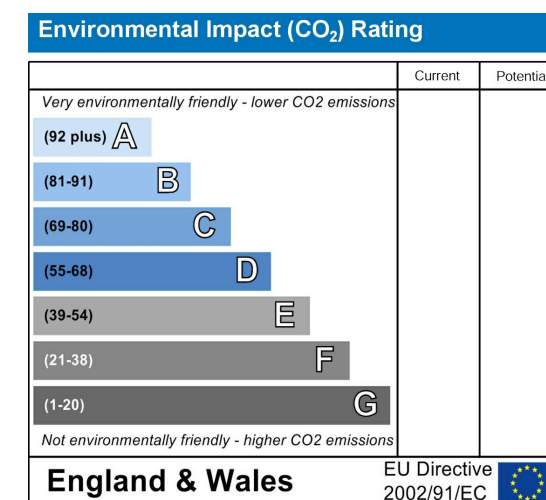 Environmental Impact (CO₂) Rating
Current Potentia
Very environmentally friendly - lower CO2 emissions
(92 plus) A
(81-91) B
(69-80) C
(55-68) D
(39-54) E
(21-38) F
(1-20) G
Not environmentally friendly - higher CO2 emissions
England & Wales
EU Directive
2002/91/EC